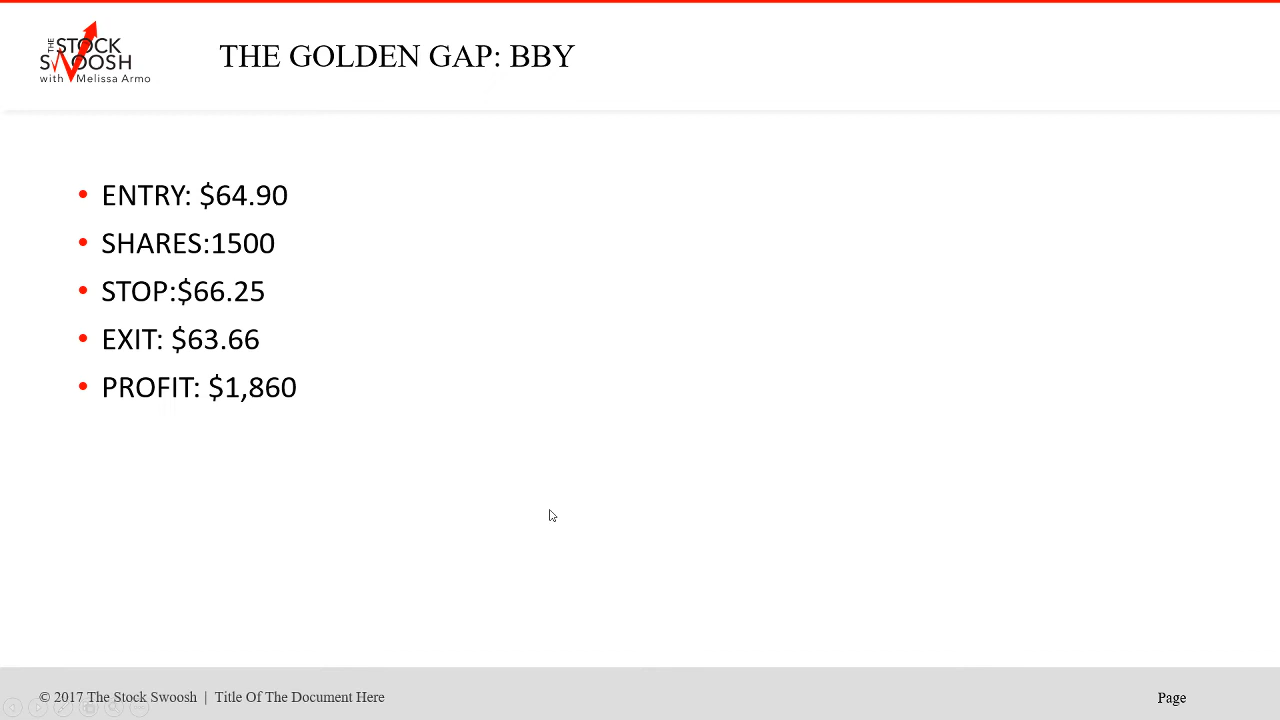 THE STOCK
SWOOSH
with Melissa Armo
THE GOLDEN GAP: BBY
• ENTRY: $64.90
• SHARES:1500
• STOP:$66.25
• EXIT: $63.66
• PROFIT: $1,860
© 2017 The Stock Swoosh | Title Of The Document Here
Page